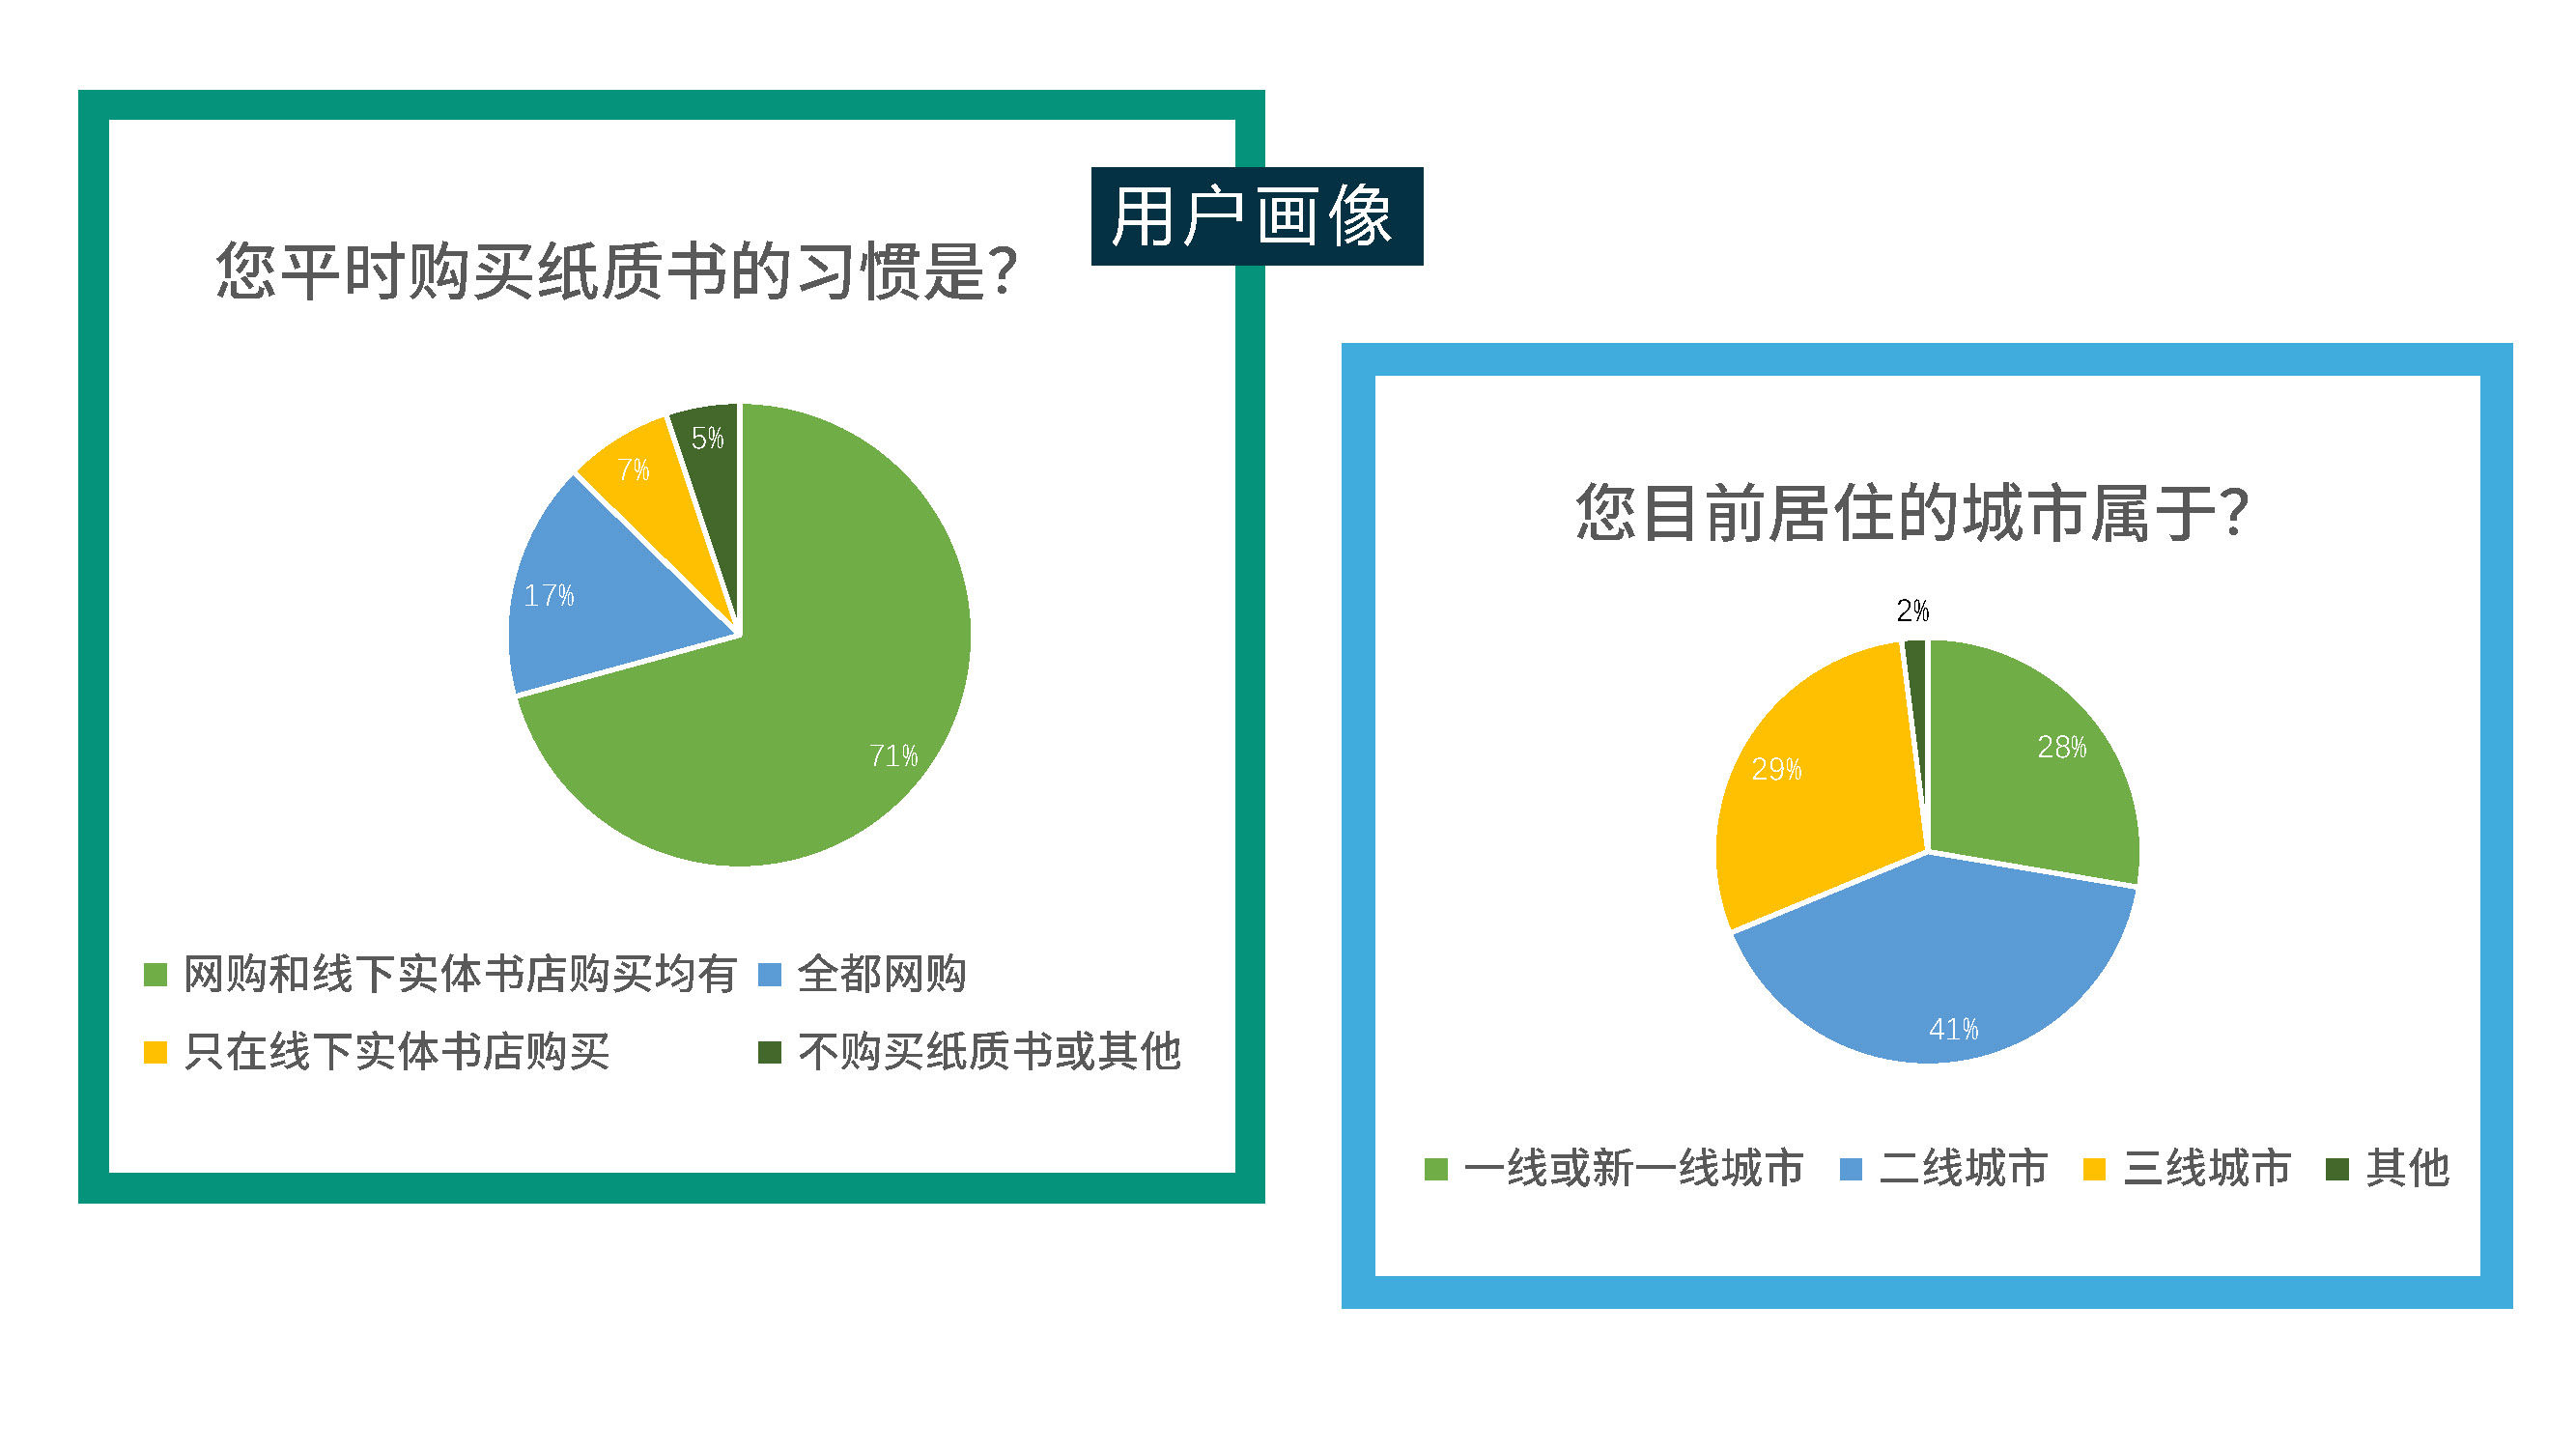 用户画像
您平时购买纸质书的习惯是？
5%
7%
17%
71%
网购和线下实体书店购买均有 全都网购
只在线下实体书店购买 不购买纸质书或其他
您目前居住的城市属于？
2%
28%
29%
41%
一线或新一线城市 二线城市 三线城市 其他